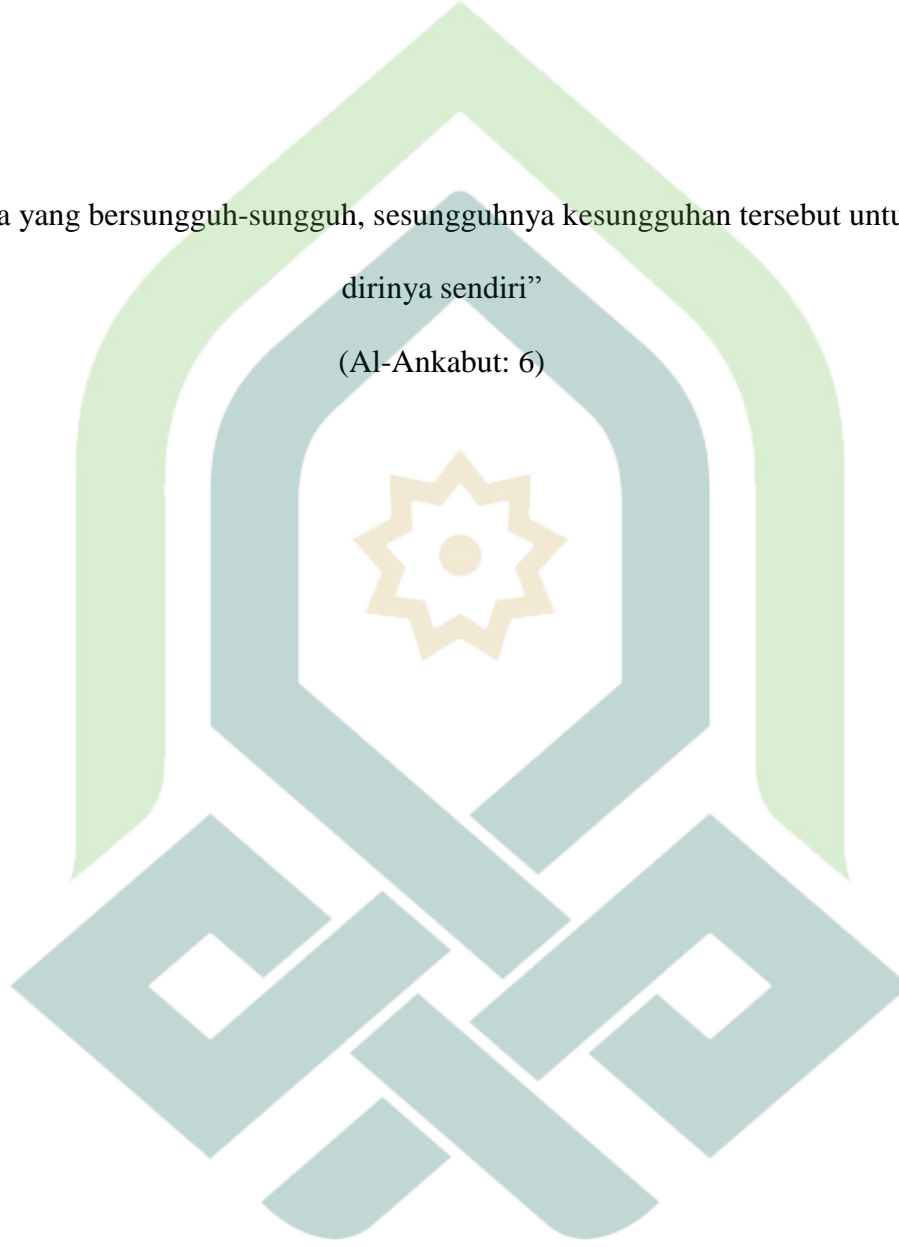 a yang bersungguh-sungguh, sesungguhnya kesungguhan tersebut untu
dirinya sendiri”
(Al-Ankabut: 6)